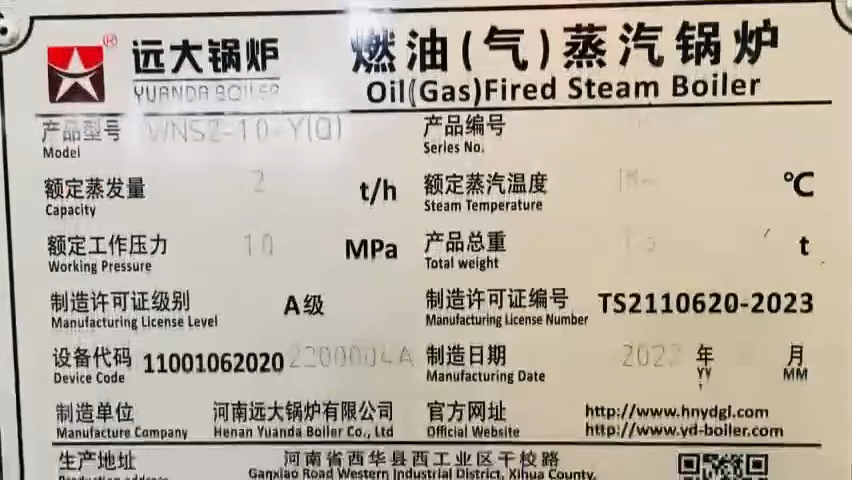 远大锅炉
YUANDA BOILER
燃油(气)蒸汽锅炉
Oil(Gas)Fired Steam Boiler
产品型号 WNS2-10-Y(Q)
Model
产品编号
Series No.
额定蒸发量 2 t/h
Capacity
额定蒸汽温度 ℃
Steam Temperature
额定工作压力 10 MPa
Working Pressure
产品总重 t
Total weight
制造许可证级别 A级
Manufacturing License Level
制造许可证编号 TS2110620-2023
Manufacturing License Number
设备代码 110010620202200004A
Device Code
制造日期 2022 年 月
Manufacturing Date YY MM
制造单位 河南远大锅炉有限公司
Manufacture Company Henan Yuanda Boiler Co., Ltd
官方网址 http://www.hnydgl.com
Official Website http://www.yd-boiler.com
生产地址 河南省西华县西工业区干校路
Production address Ganxiao Road Western Industrial District, Xihua County,